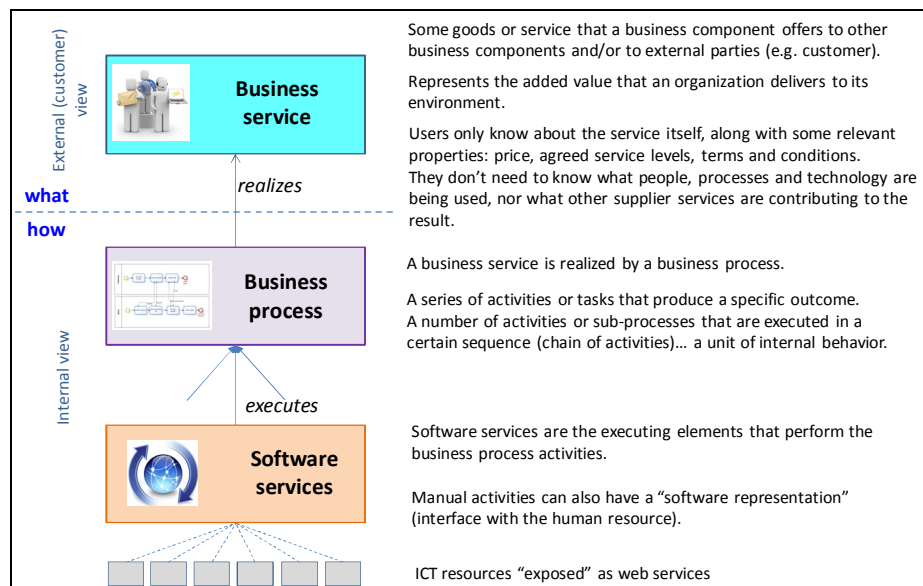 Some goods or service that a business component offers to other
business components and/or to external parties (e.g. customer).
Represents the added value that an organization delivers to its
environment.
Users only know about the service itself, along with some relevant
properties: price, agreed service levels, terms and conditions.
They don't need to know what people, processes and technology are
being used, nor what other supplier services are contributing to the
result.
External (customer)
view
Business
service
realizes
what
how
Business
process
A business service is realized by a business process.
A series of activities or tasks that produce a specific outcome.
A number of activities or sub-processes that are executed in a
certain sequence (chain of activities)... a unit of internal behavior.
Internal view
executes
Software
services
Software services are the executing elements that perform the
business process activities.
Manual activities can also have a “software representation”
(interface with the human resource).
ICT resources “exposed” as web services